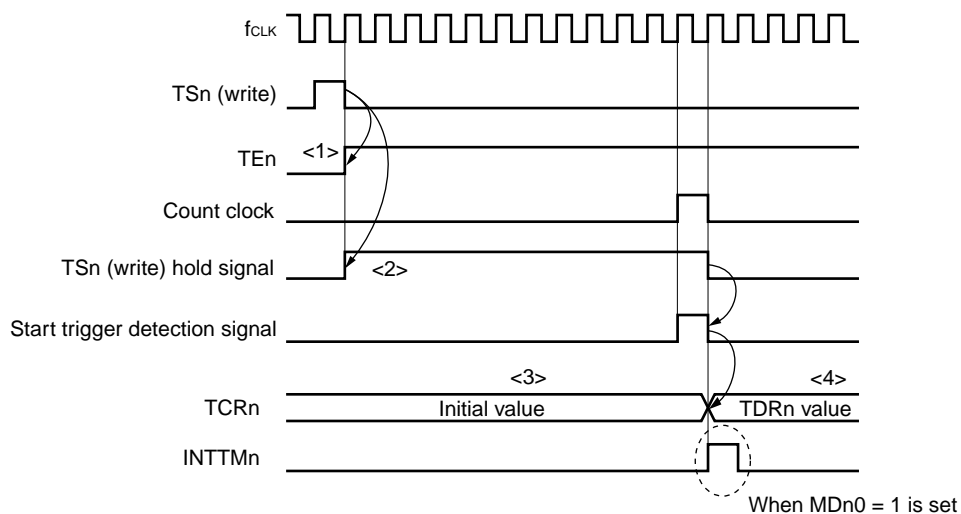 fCLK
TSn (write)
TEn
<1>
Count clock
TSn (write) hold signal
<2>
Start trigger detection signal
<3>
<4>
TCRn
Initial value
TDRn value
INTTMn
When MDn0 = 1 is set